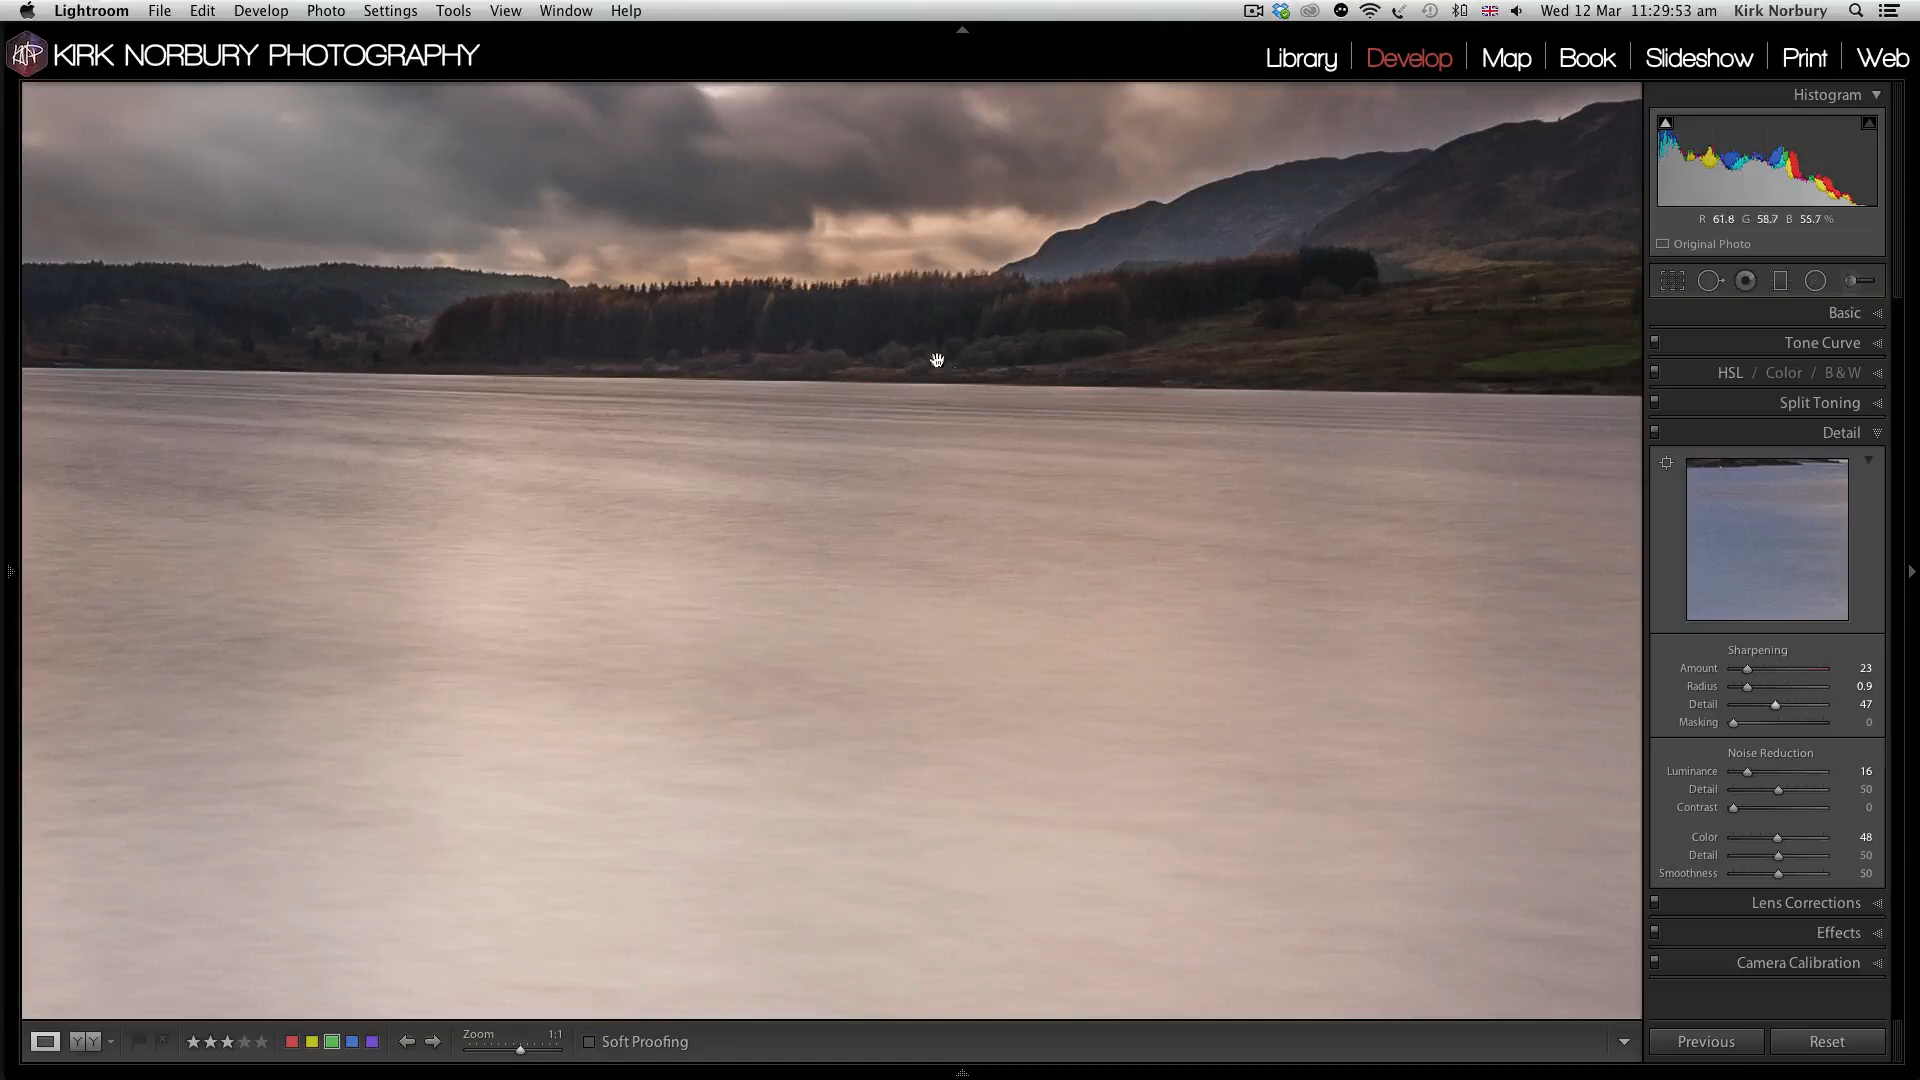 Lightroom File Edit Develop Photo Settings Tools View Window Help Wed 12 Mar 11:29:53 am Kirk Norbury
KIRK NORBURY PHOTOGRAPHY
Library Develop Map Book Slideshow Print Web
Histogram
R 61.8 G 58.7 B 55.7 %
Original Photo
Basic
Tone Curve
HSL / Color / B & W
Split Toning
Detail
Sharpening
Amount 23
Radius 0.9
Detail 47
Masking 0
Noise Reduction
Luminance 16
Detail 50
Contrast 0
Color 48
Detail 50
Smoothness 50
Lens Corrections
Effects
Camera Calibration
Y Y Zoom 1:1 Soft Proofing Previous Reset